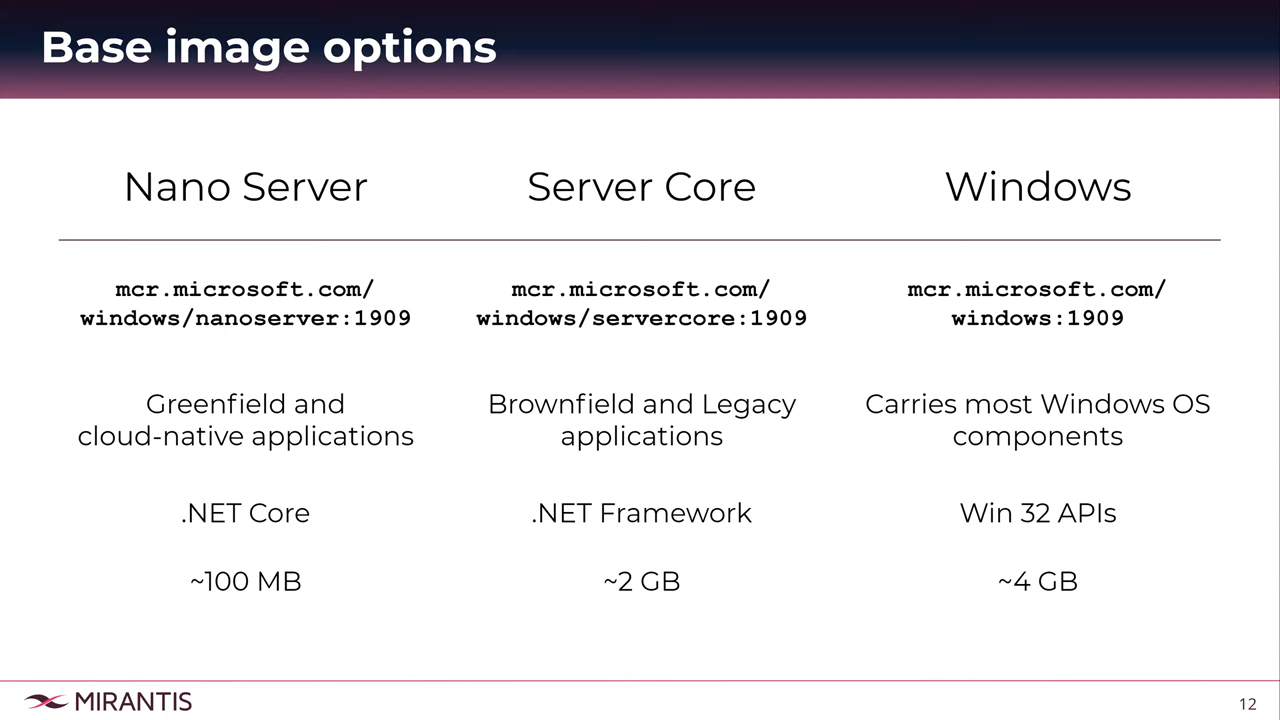 Base image options
Nano Server
Server Core
Windows
mcr.microsoft.com/
windows/nanoserver:1909
mcr.microsoft.com/
windows/servercore:1909
mcr.microsoft.com/
windows:1909
Greenfield and
cloud-native applications
Brownfield and Legacy
applications
Carries most Windows OS
components
.NET Core
.NET Framework
Win 32 APIs
~100 MB
~2 GB
~4 GB
MIRANTIS
12